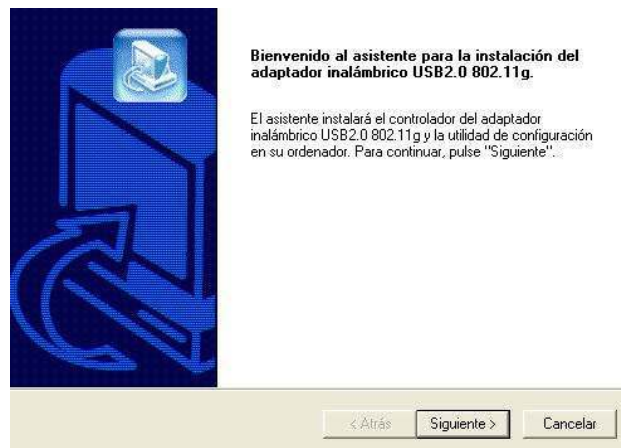 Bienvenido al asistente para la instalación del
adaptador inalámbrico USB2.0 802.11g.
El asistente instalará el controlador del adaptador
inalámbrico USB2.0 802.11g y la utilidad de configuración
en su ordenador. Para continuar, pulse "Siguiente".
< Atrás Siguiente > Cancelar